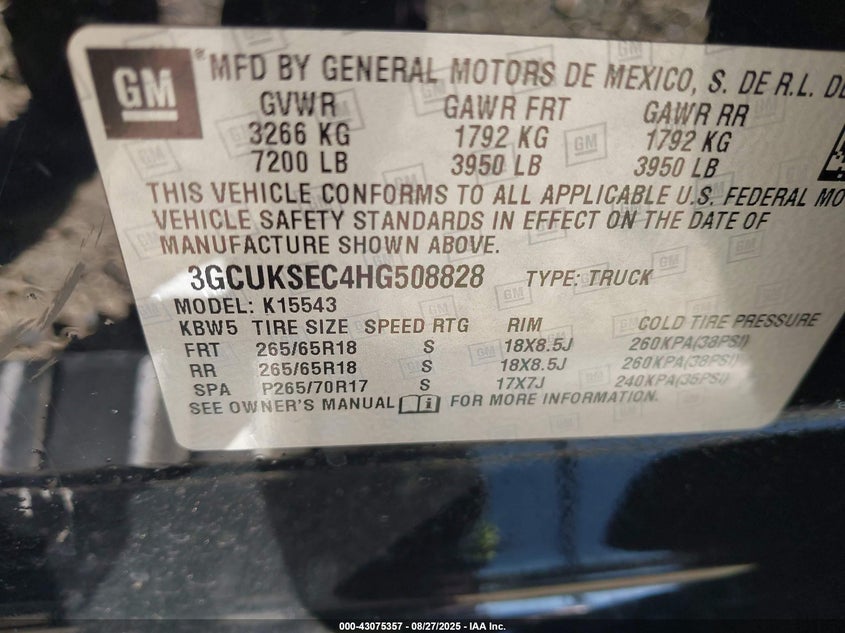 GM ® MFD BY GENERAL MOTORS DE MEXICO, S. DE R.L. DE
GVWR GAWR FRT GAWR RR
3266 KG 1792 KG 1792 KG
7200 LB 3950 LB 3950 LB
THIS VEHICLE CONFORMS TO ALL APPLICABLE U.S. FEDERAL MO
VEHICLE SAFETY STANDARDS IN EFFECT ON THE DATE OF
MANUFACTURE SHOWN ABOVE.
3GCUKSEC4HG508828 TYPE: TRUCK
MODEL: K15543
KBW5 TIRE SIZE SPEED RTG RIM COLD TIRE PRESSURE
FRT 265/65R18 S 18X8.5J 260KPA(38PSI)
RR 265/65R18 S 18X8.5J 260KPA(38PSI)
SPA P265/70R17 S 17X7J 240KPA(35PSI)
SEE OWNER'S MANUAL FOR MORE INFORMATION.
000-43075357 - 08/27/2025 - IAA Inc.